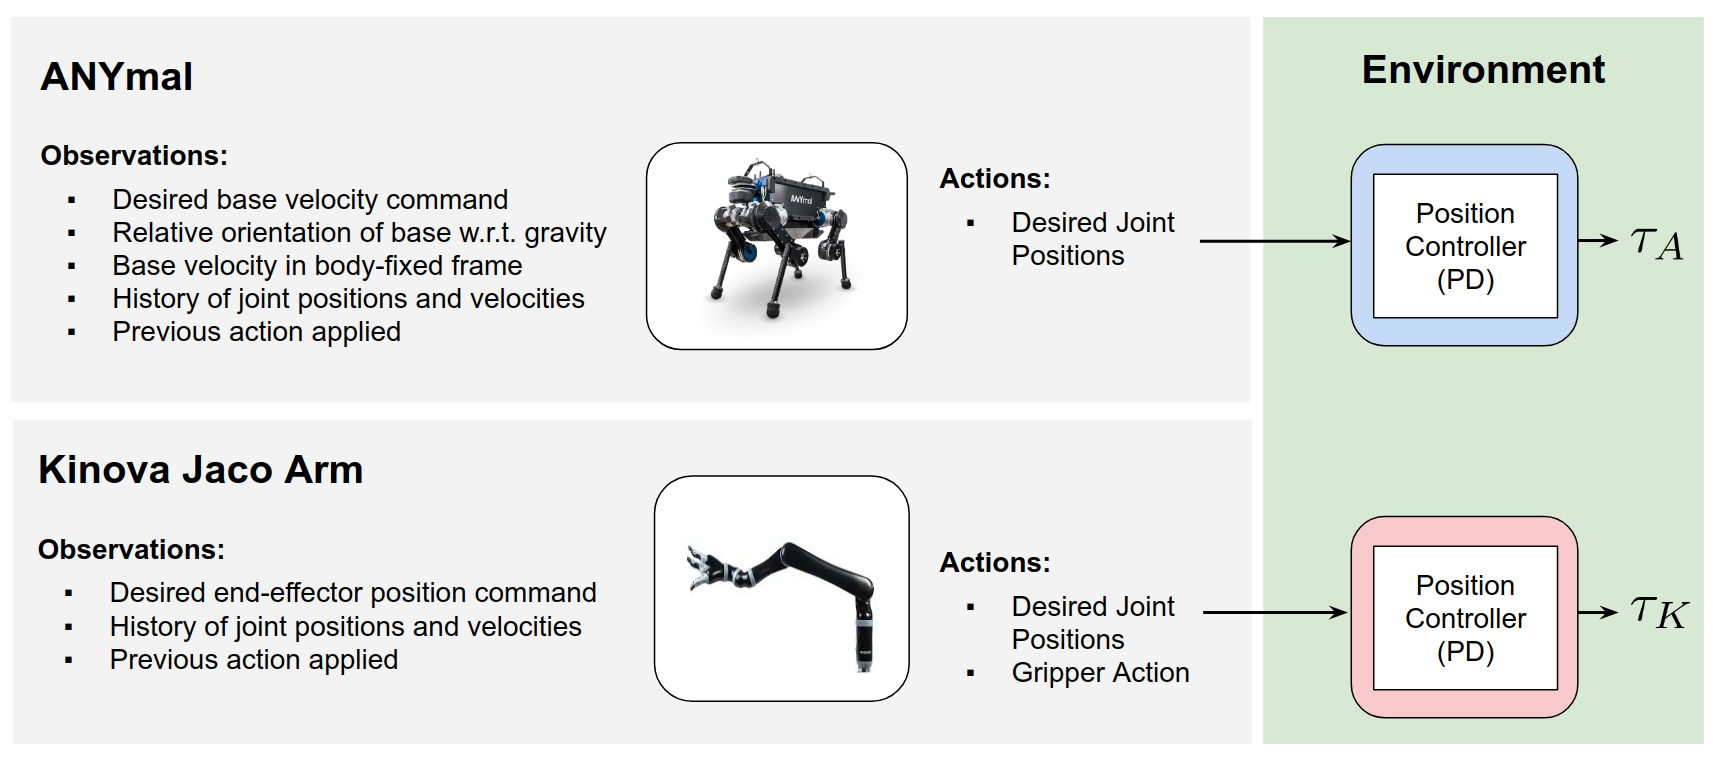 ANYmal
Observations:
▪ Desired base velocity command
▪ Relative orientation of base w.r.t. gravity
▪ Base velocity in body-fixed frame
▪ History of joint positions and velocities
▪ Previous action applied
ANYmal
Actions:
▪ Desired Joint
Positions
Environment
Position
Controller
(PD)
τ_A
Kinova Jaco Arm
Observations:
▪ Desired end-effector position command
▪ History of joint positions and velocities
▪ Previous action applied
Actions:
▪ Desired Joint
Positions
▪ Gripper Action
Position
Controller
(PD)
τ_K